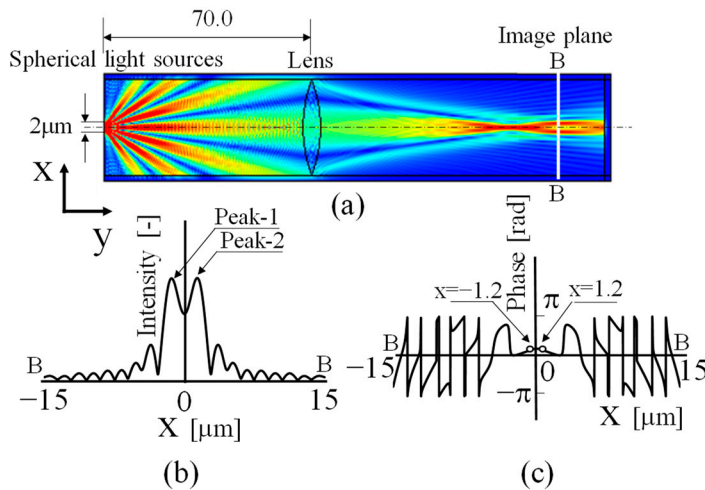 70.0
Image plane
Spherical light sources
Lens
B
2μm
X
y
B
(a)
Intensity [-]
Peak-1
Peak-2
B
B
−15
0
15
X [μm]
(b)
Phase [rad]
x=−1.2
x=1.2
π
B
B
−15
0
15
−π
X [μm]
(c)